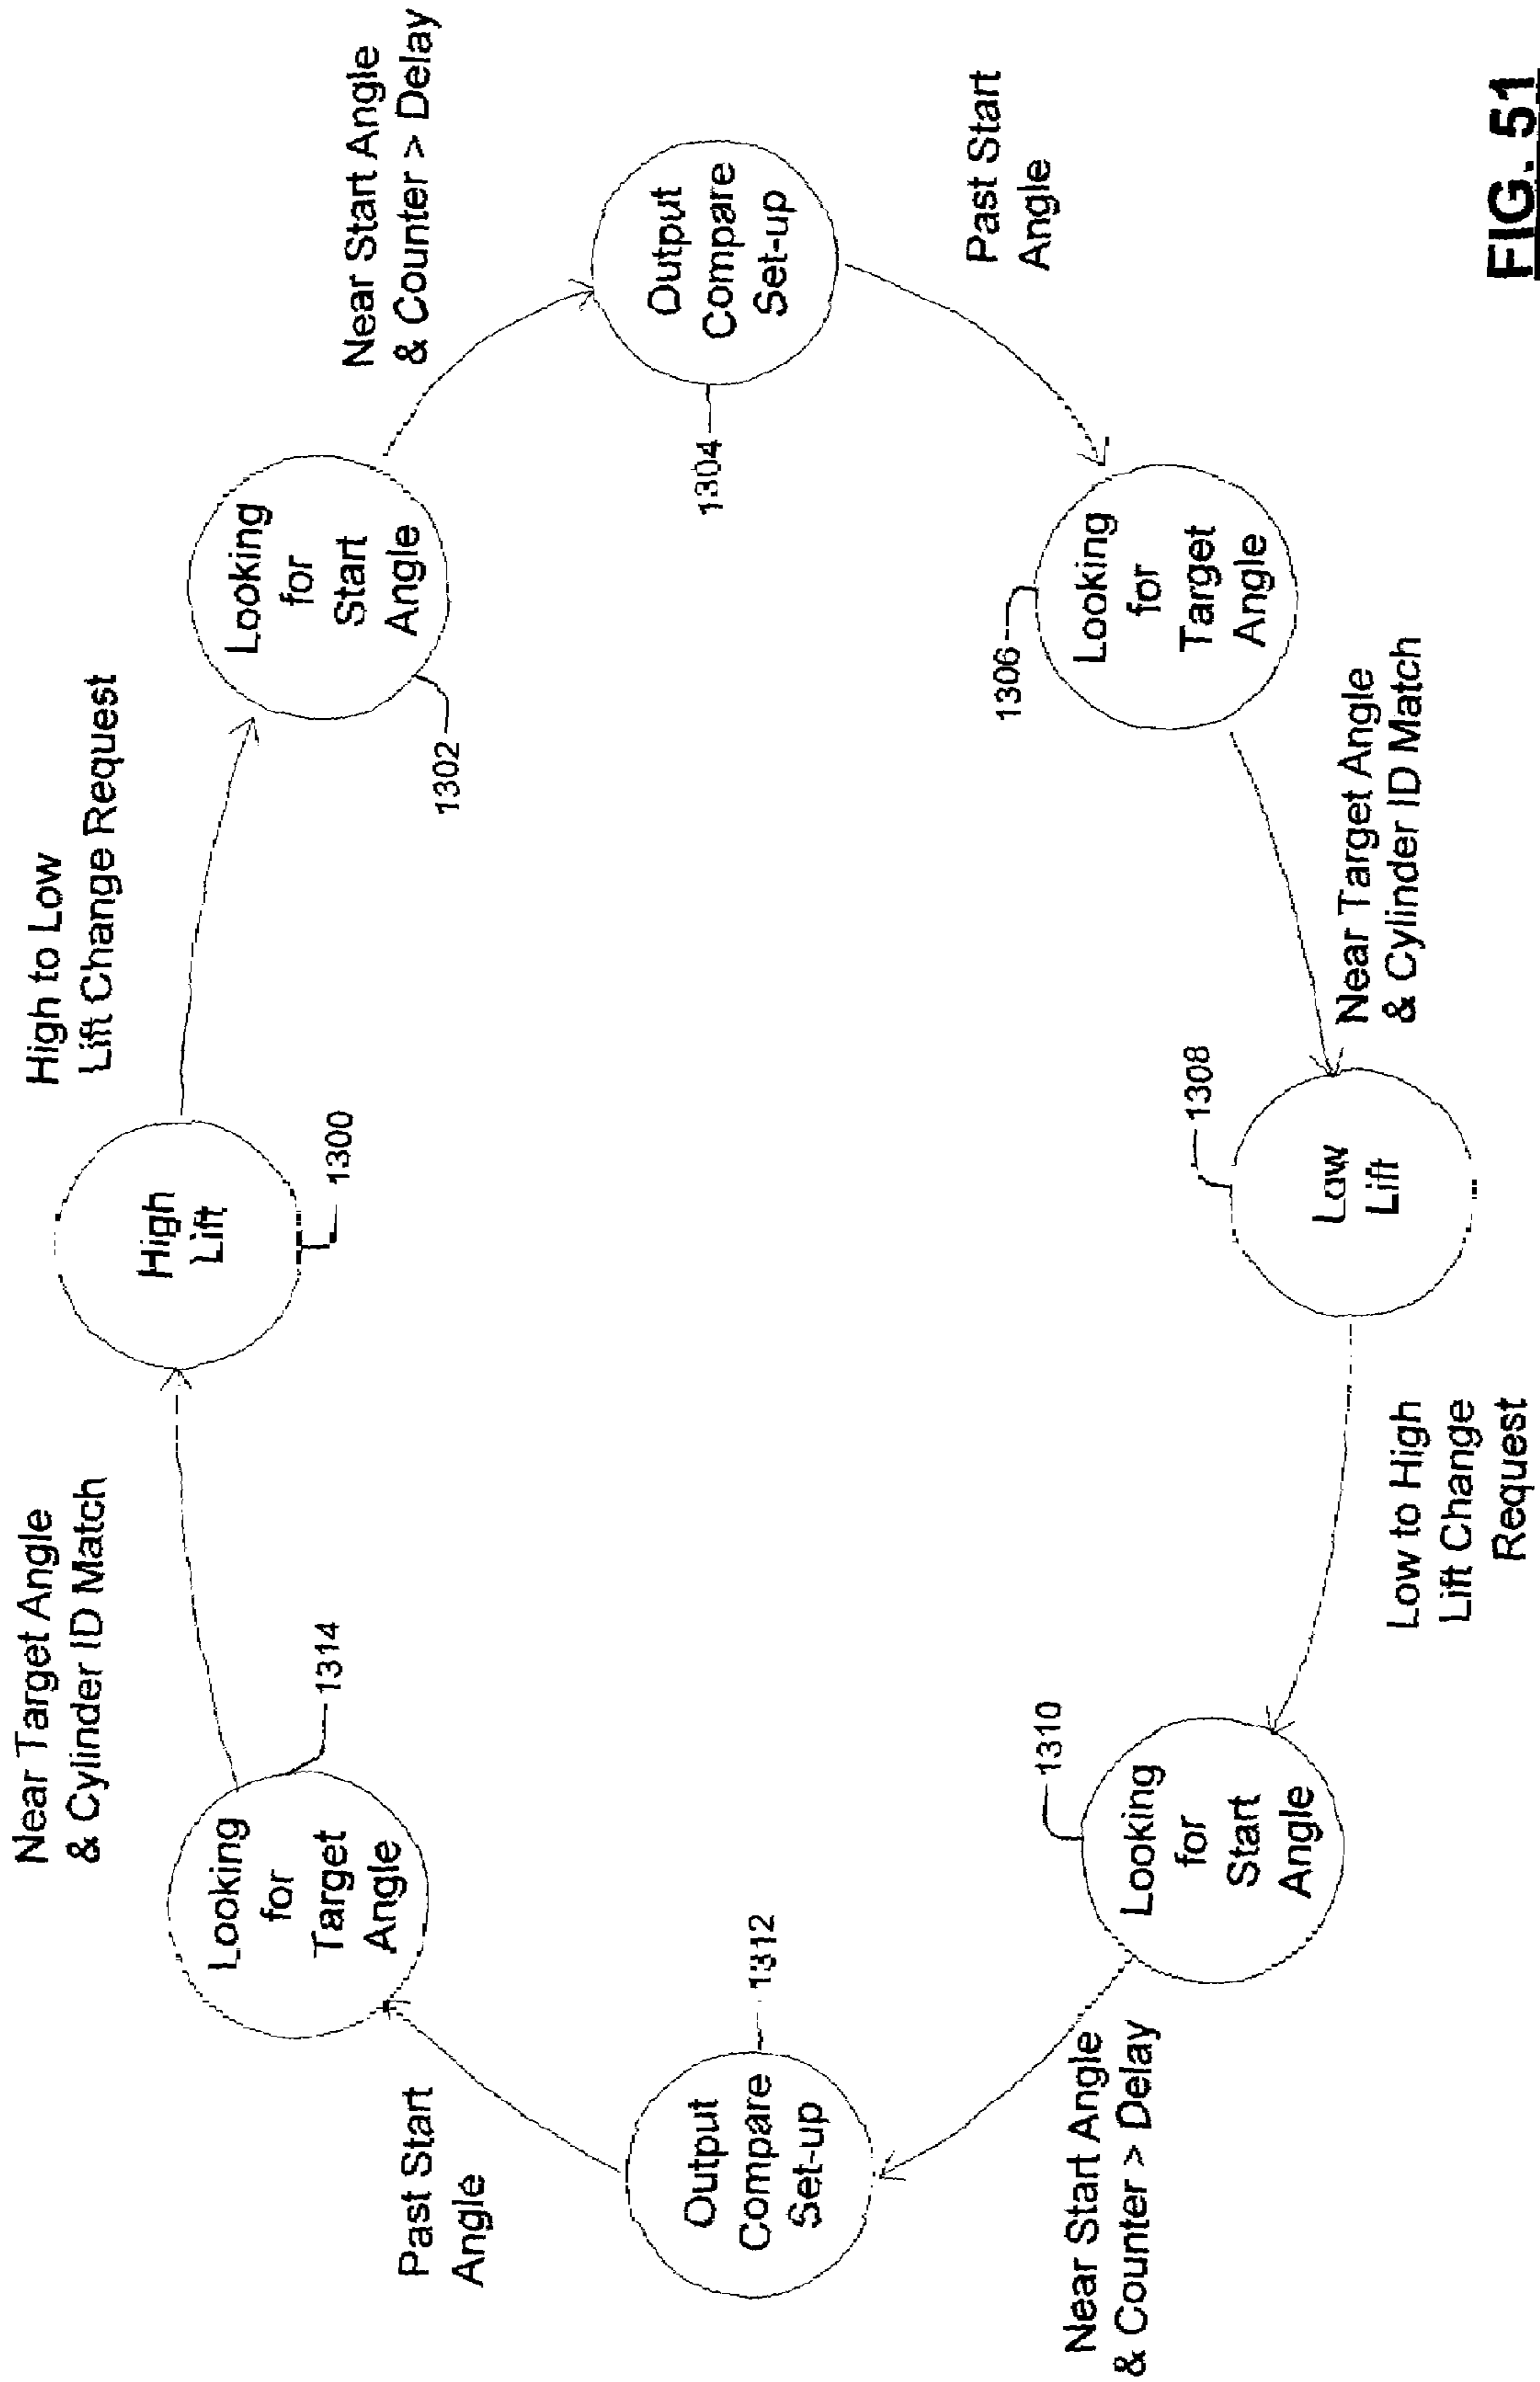 High to Low
Lift Change Request
Near Target Angle
& Cylinder ID Match
High
Lift
1300
Looking
for
Start
Angle
1302
Near Start Angle
& Counter > Delay
Output
Compare
Set-up
1304
Past Start
Angle
Looking
for
Target
Angle
1306
Near Target Angle
& Cylinder ID Match
Low
Lift
1308
Low to High
Lift Change
Request
Looking
for
Start
Angle
1310
Near Start Angle
& Counter > Delay
Output
Compare
Set-up
1312
Past Start
Angle
Looking
for
Target
Angle
1314
FIG. 51